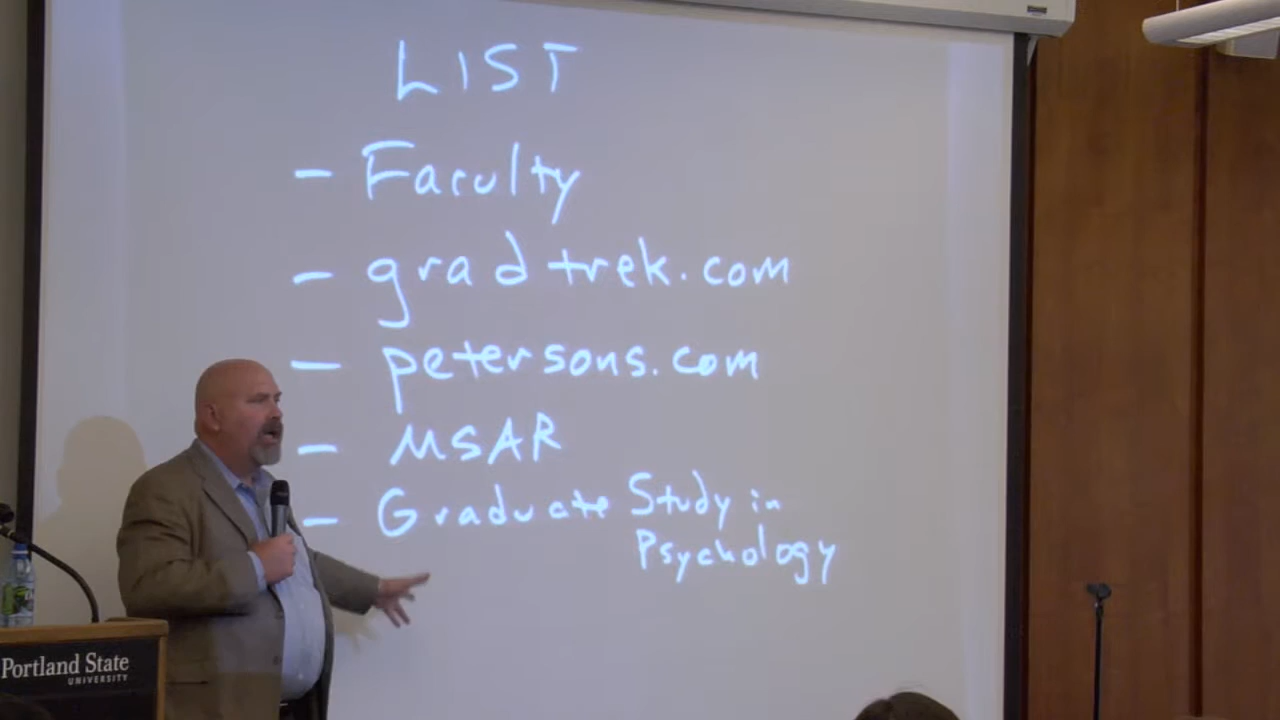 LIST
- Faculty
- gradtrek.com
- petersons.com
- MSAR
- Graduate Study in
Psychology
Portland State
UNIVERSITY